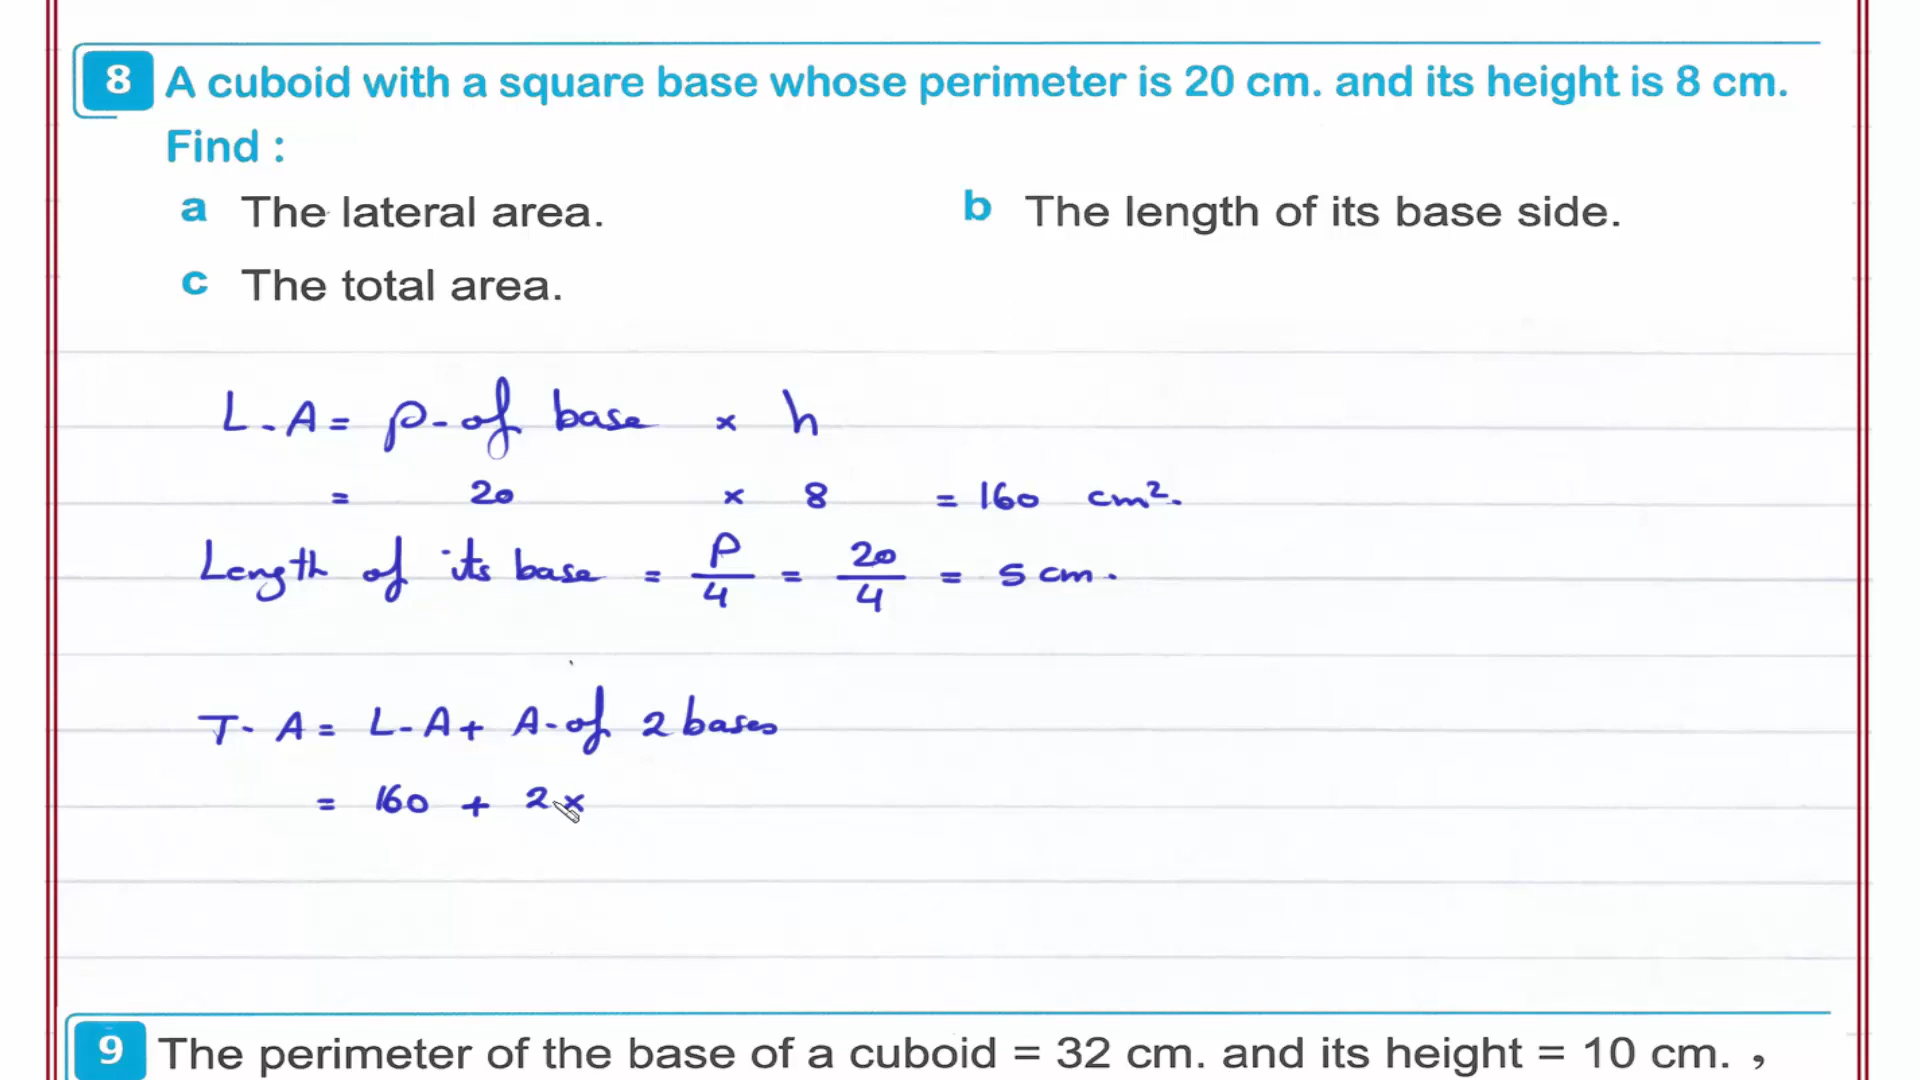 8 A cuboid with a square base whose perimeter is 20 cm. and its height is 8 cm.
Find :
a The lateral area. b The length of its base side.
c The total area.
L.A = P. of base × h
= 20 × 8 = 160 cm².
Length of its base = P/4 = 20/4 = 5 cm.
T. A = L.A + A. of 2 bases
= 160 + 2 ×
9 The perimeter of the base of a cuboid = 32 cm. and its height = 10 cm. ,